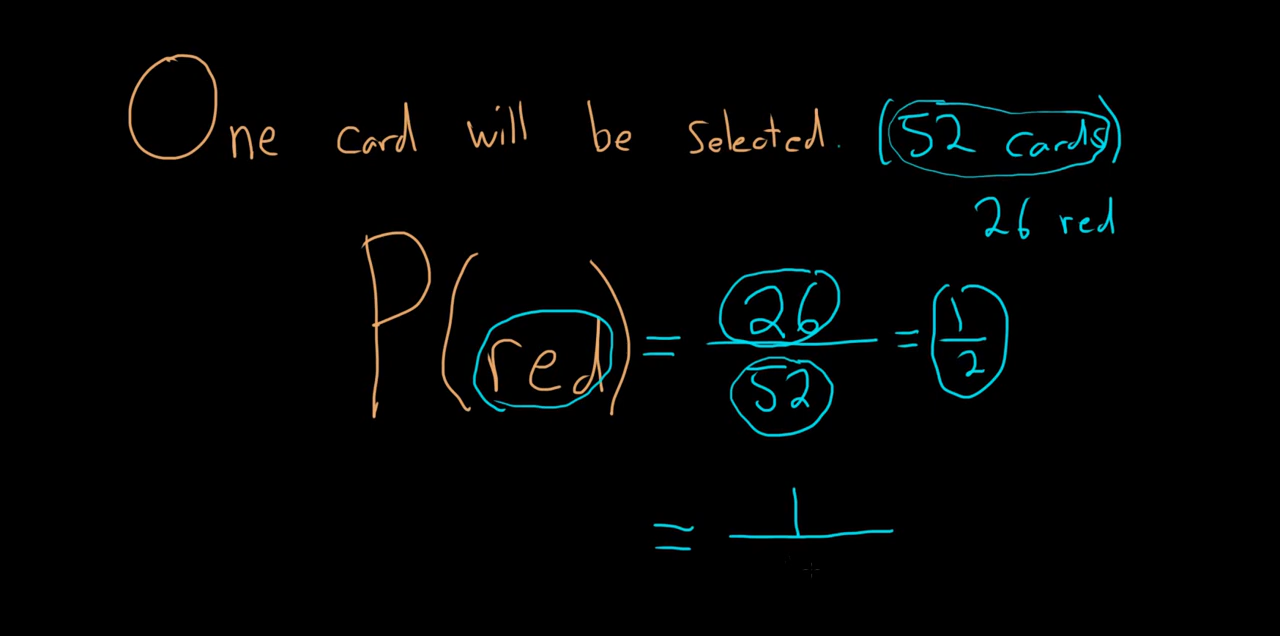 One card will be selected. (52 cards)
26 red
P(red) = 26/52 = 1/2
= 1/